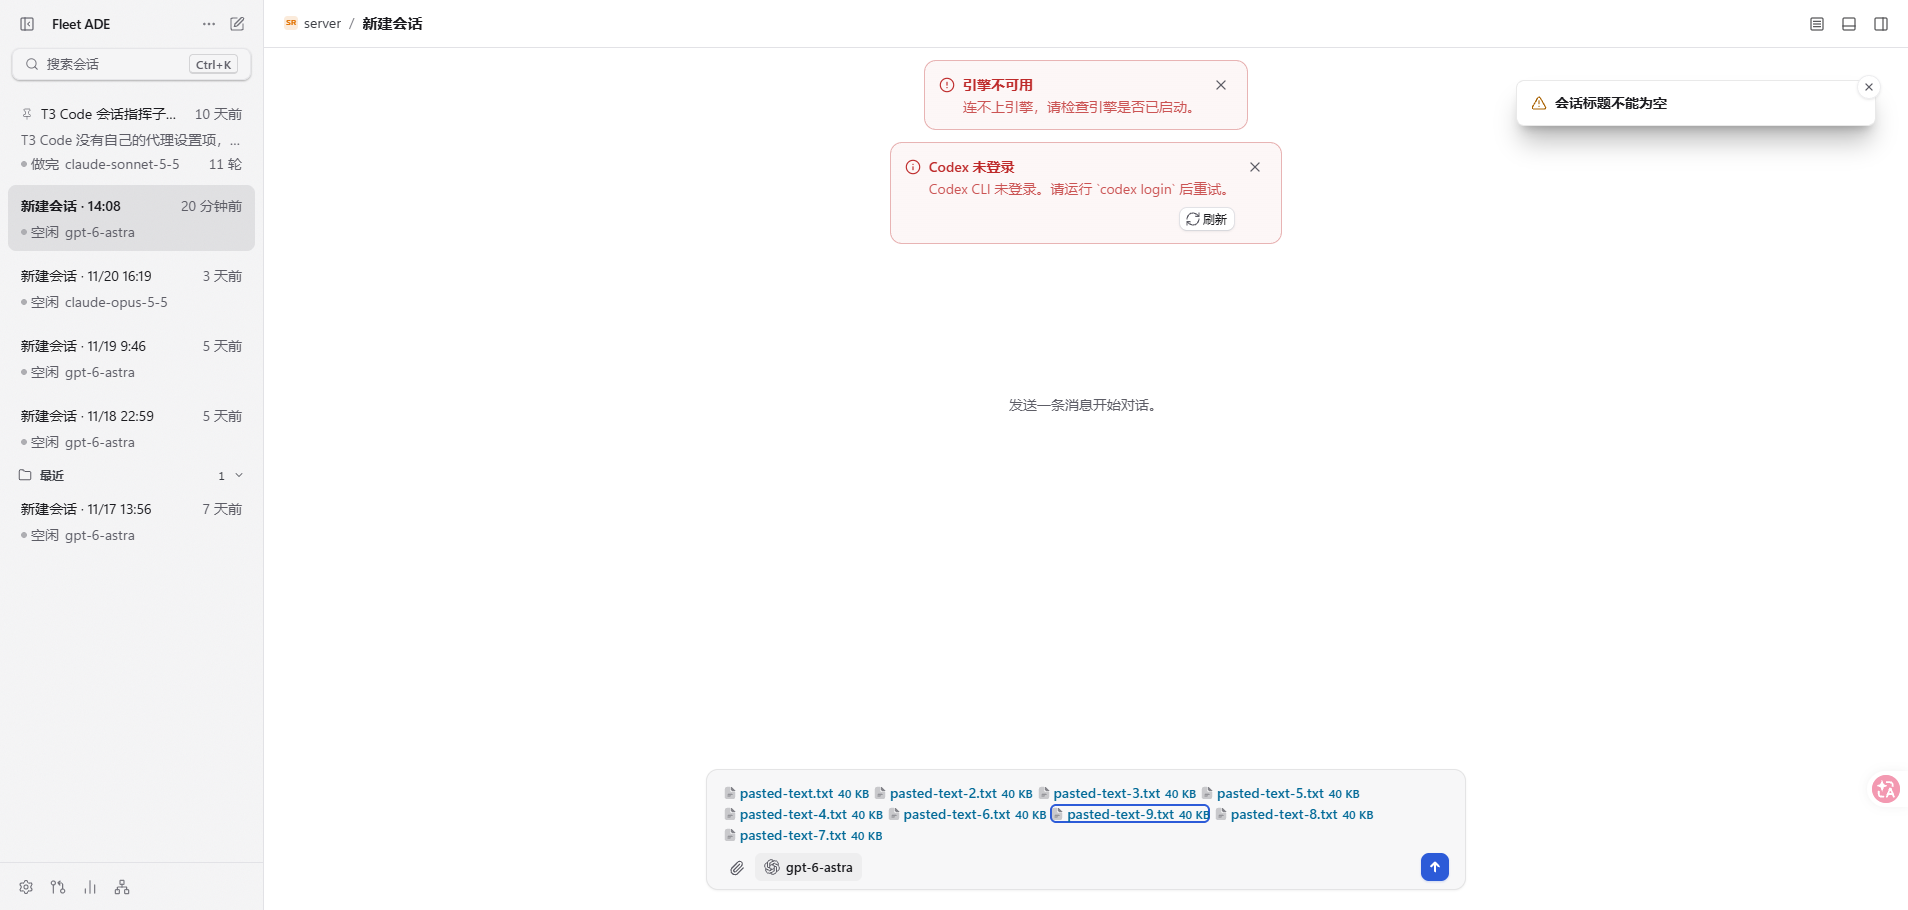 Fleet ADE
搜索会话 Ctrl+K
T3 Code 会话指挥子... 10 天前
T3 Code 没有自己的代理设置项，...
做完 claude-sonnet-5-5 11 轮
新建会话 · 14:08 20 分钟前
空闲 gpt-6-astra
新建会话 · 11/20 16:19 3 天前
空闲 claude-opus-5-5
新建会话 · 11/19 9:46 5 天前
空闲 gpt-6-astra
新建会话 · 11/18 22:59 5 天前
空闲 gpt-6-astra
最近 1
新建会话 · 11/17 13:56 7 天前
空闲 gpt-6-astra
SR server / 新建会话
引擎不可用
连不上引擎，请检查引擎是否已启动。
Codex 未登录
Codex CLI 未登录。请运行 `codex login` 后重试。
刷新
会话标题不能为空
发送一条消息开始对话。
pasted-text.txt 40 KB pasted-text-2.txt 40 KB pasted-text-3.txt 40 KB pasted-text-5.txt 40 KB
pasted-text-4.txt 40 KB pasted-text-6.txt 40 KB pasted-text-9.txt 40 KB pasted-text-8.txt 40 KB
pasted-text-7.txt 40 KB
gpt-6-astra